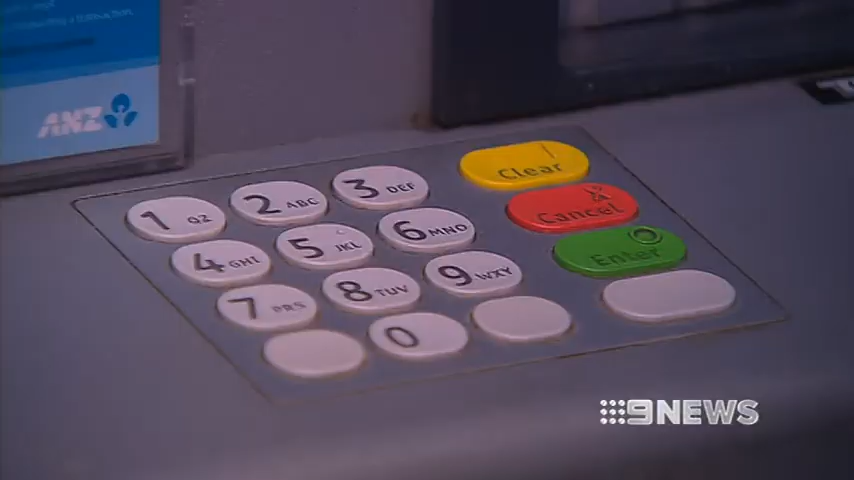 transaction.
ANZ
1 QZ
2 ABC
3 DEF
Clear
4 GHI
5 JKL
6 MNO
Cancel
7 PRS
8 TUV
9 WXY
Enter
0
9NEWS